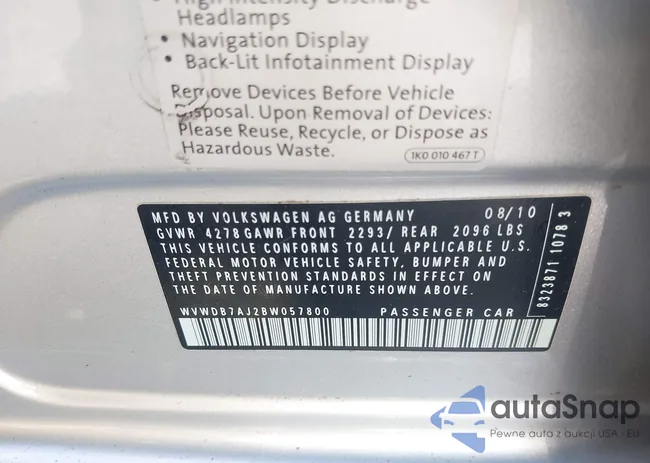 • High Intensity Discharge
Headlamps
• Navigation Display
• Back-Lit Infotainment Display
Remove Devices Before Vehicle
Disposal. Upon Removal of Devices:
Please Reuse, Recycle, or Dispose as
Hazardous Waste.
1K0 010 467 T
MFD BY VOLKSWAGEN AG GERMANY 08/10
GVWR 4278 GAWR FRONT 2293/ REAR 2096 LBS
THIS VEHICLE CONFORMS TO ALL APPLICABLE U.S.
FEDERAL MOTOR VEHICLE SAFETY, BUMPER AND
THEFT PREVENTION STANDARDS IN EFFECT ON
THE DATE OF MANUFACTURE SHOWN ABOVE.
WVWDB7AJ2BW057800 PASSENGER CAR
8323871 1078 3
autoSnap
Pewne auta z aukcji USA - EU